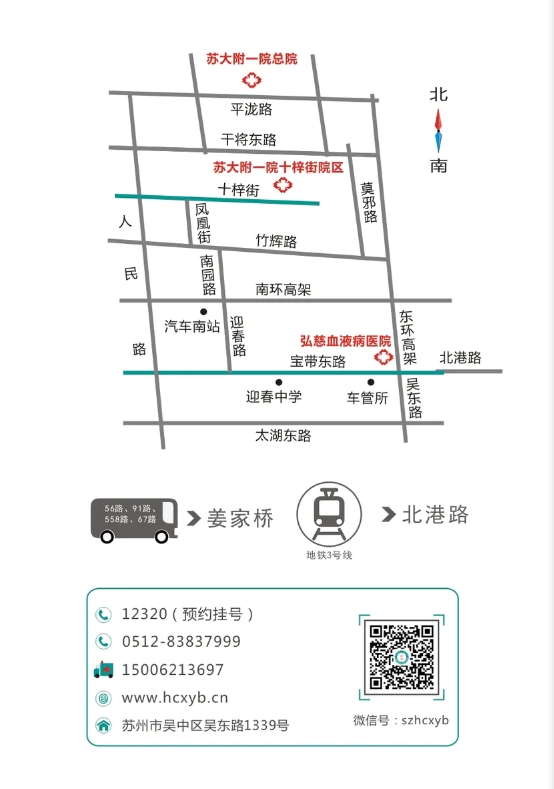 苏大附一院总院
北
平泷路
干将东路
南
苏大附一院十梓街院区
十梓街
莫邪路
凤凰街
人民路
竹辉路
南园路
南环高架
汽车南站
迎春路
东环高架
弘慈血液病医院
宝带东路
北港路
迎春中学
车管所
吴东路
太湖东路
56路、91路、
558路、67路
姜家桥
北港路
地铁3号线
12320（预约挂号）
0512-83837999
15006213697
www.hcxyb.cn
苏州市吴中区吴东路1339号
微信号：szhcxyb